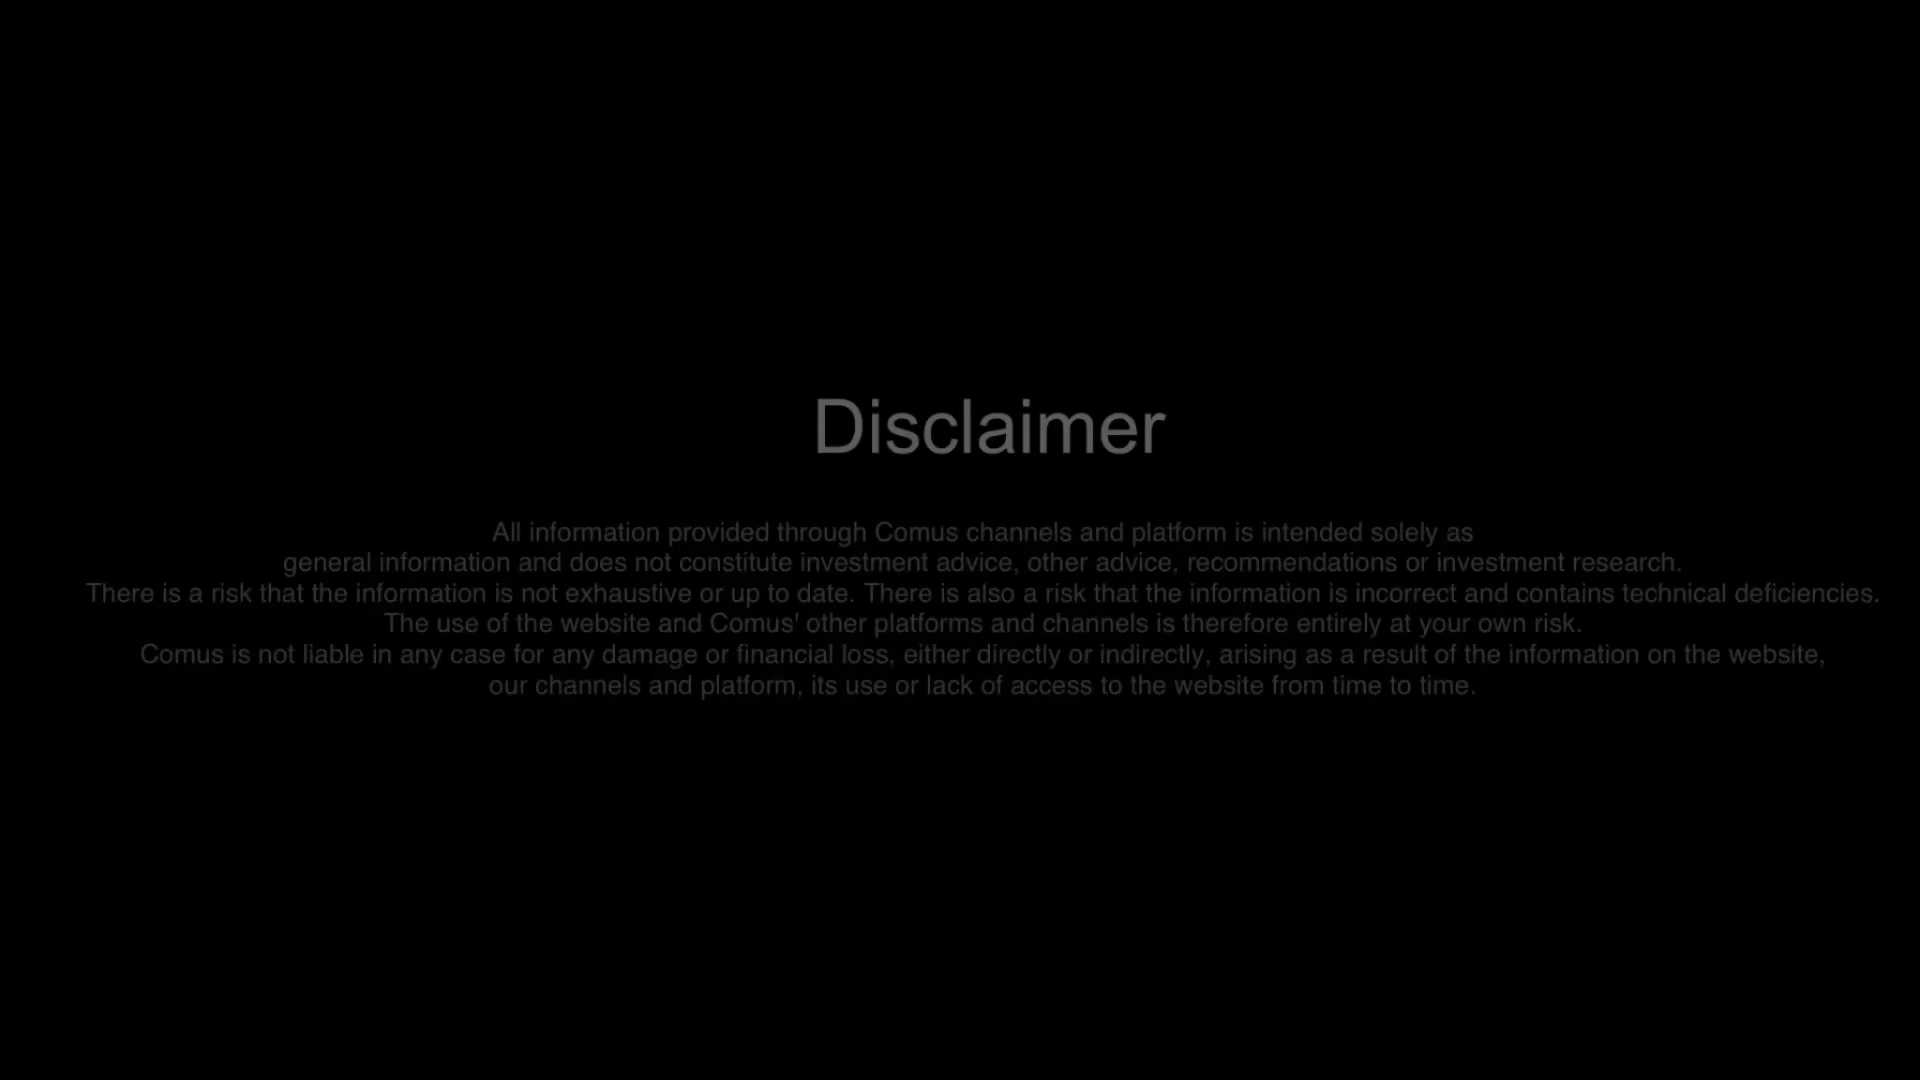 Disclaimer
All information provided through Comus channels and platform is intended solely as
general information and does not constitute investment advice, other advice, recommendations or investment research.
There is a risk that the information is not exhaustive or up to date. There is also a risk that the information is incorrect and contains technical deficiencies.
The use of the website and Comus' other platforms and channels is therefore entirely at your own risk.
Comus is not liable in any case for any damage or financial loss, either directly or indirectly, arising as a result of the information on the website,
our channels and platform, its use or lack of access to the website from time to time.